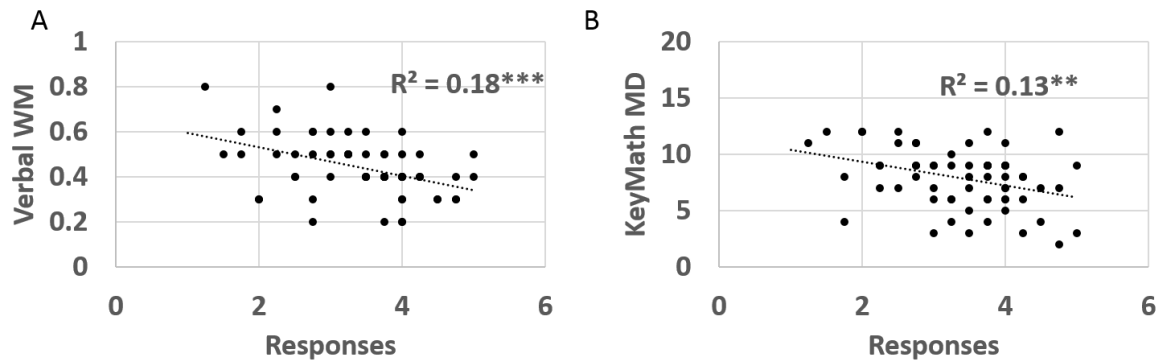 A
Verbal WM
1
0.8
0.6
0.4
0.2
0
R² = 0.18***
0 2 4 6
Responses
B
KeyMath MD
20
15
10
5
0
R² = 0.13**
0 2 4 6
Responses